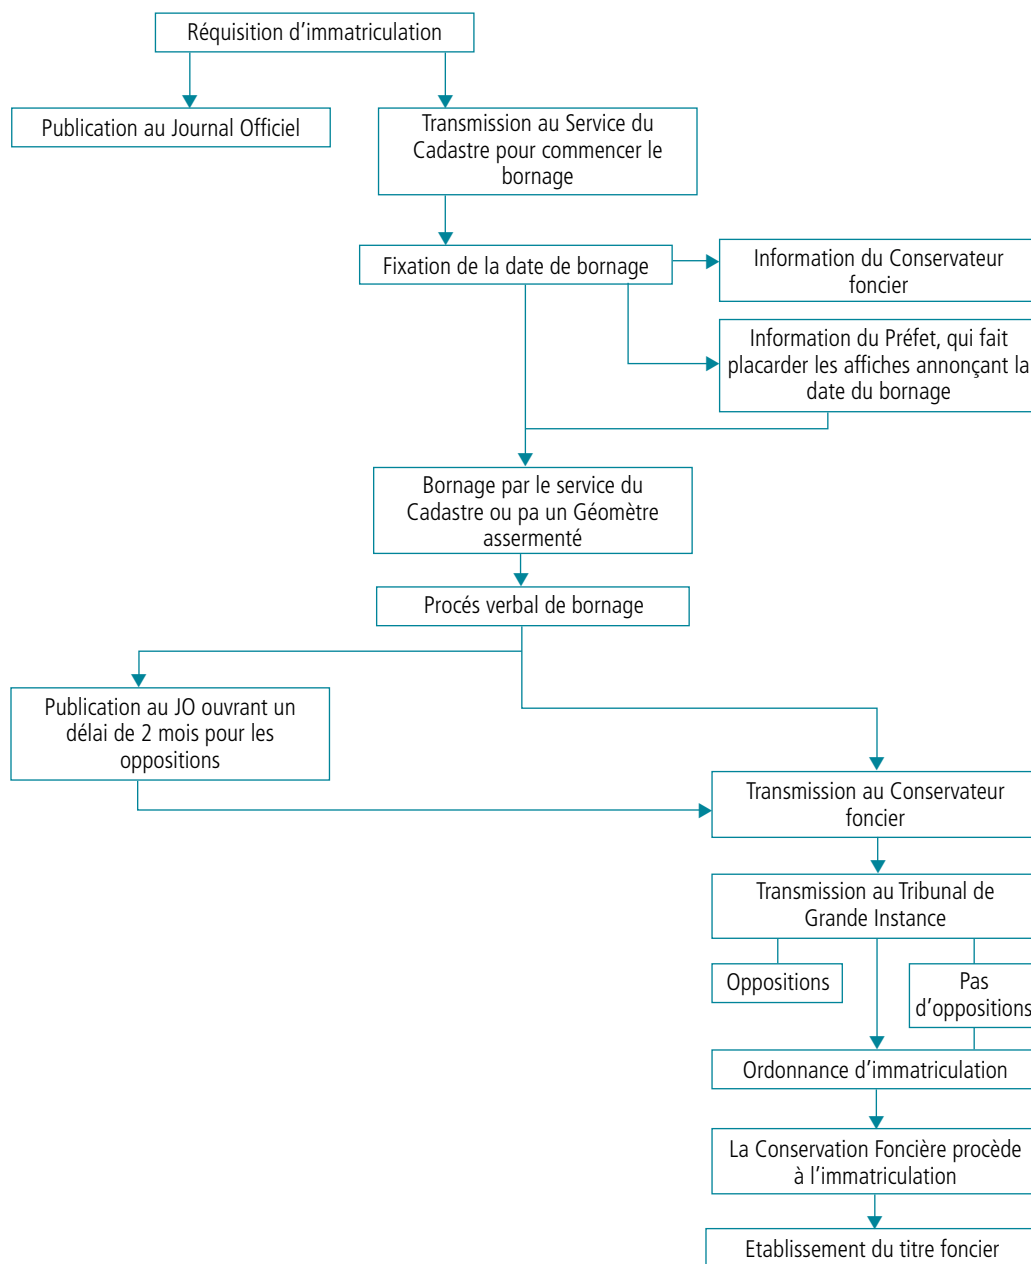 Réquisition d’immatriculation
Publication au Journal Officiel
Transmission au Service du
Cadastre pour commencer le
bornage
Fixation de la date de bornage
Information du Conservateur
foncier
Information du Préfet, qui fait
placarder les affiches annonçant la
date du bornage
Bornage par le service du
Cadastre ou pa un Géomètre
assermenté
Procés verbal de bornage
Publication au JO ouvrant un
délai de 2 mois pour les
oppositions
Transmission au Conservateur
foncier
Transmission au Tribunal de
Grande Instance
Oppositions
Pas
d’oppositions
Ordonnance d’immatriculation
La Conservation Foncière procède
à l’immatriculation
Etablissement du titre foncier